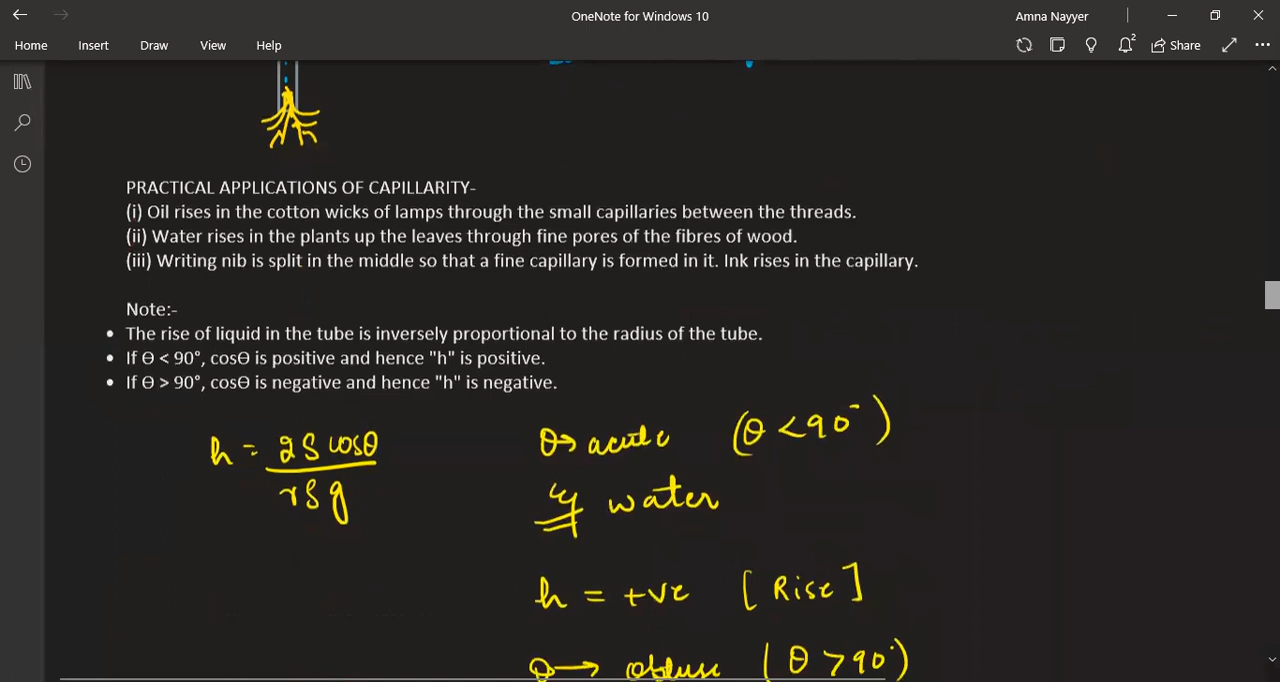 OneNote for Windows 10
Amna Nayyer
Home Insert Draw View Help
2
Share
PRACTICAL APPLICATIONS OF CAPILLARITY-
(i) Oil rises in the cotton wicks of lamps through the small capillaries between the threads.
(ii) Water rises in the plants up the leaves through fine pores of the fibres of wood.
(iii) Writing nib is split in the middle so that a fine capillary is formed in it. Ink rises in the capillary.
Note:-
• The rise of liquid in the tube is inversely proportional to the radius of the tube.
• If Θ < 90°, cosΘ is positive and hence "h" is positive.
• If Θ > 90°, cosΘ is negative and hence "h" is negative.
h = 2S cosθ
rρg
θ→ acute (θ < 90°)
eg water
h = +ve [Rise]
θ → obtuse (θ > 90°)